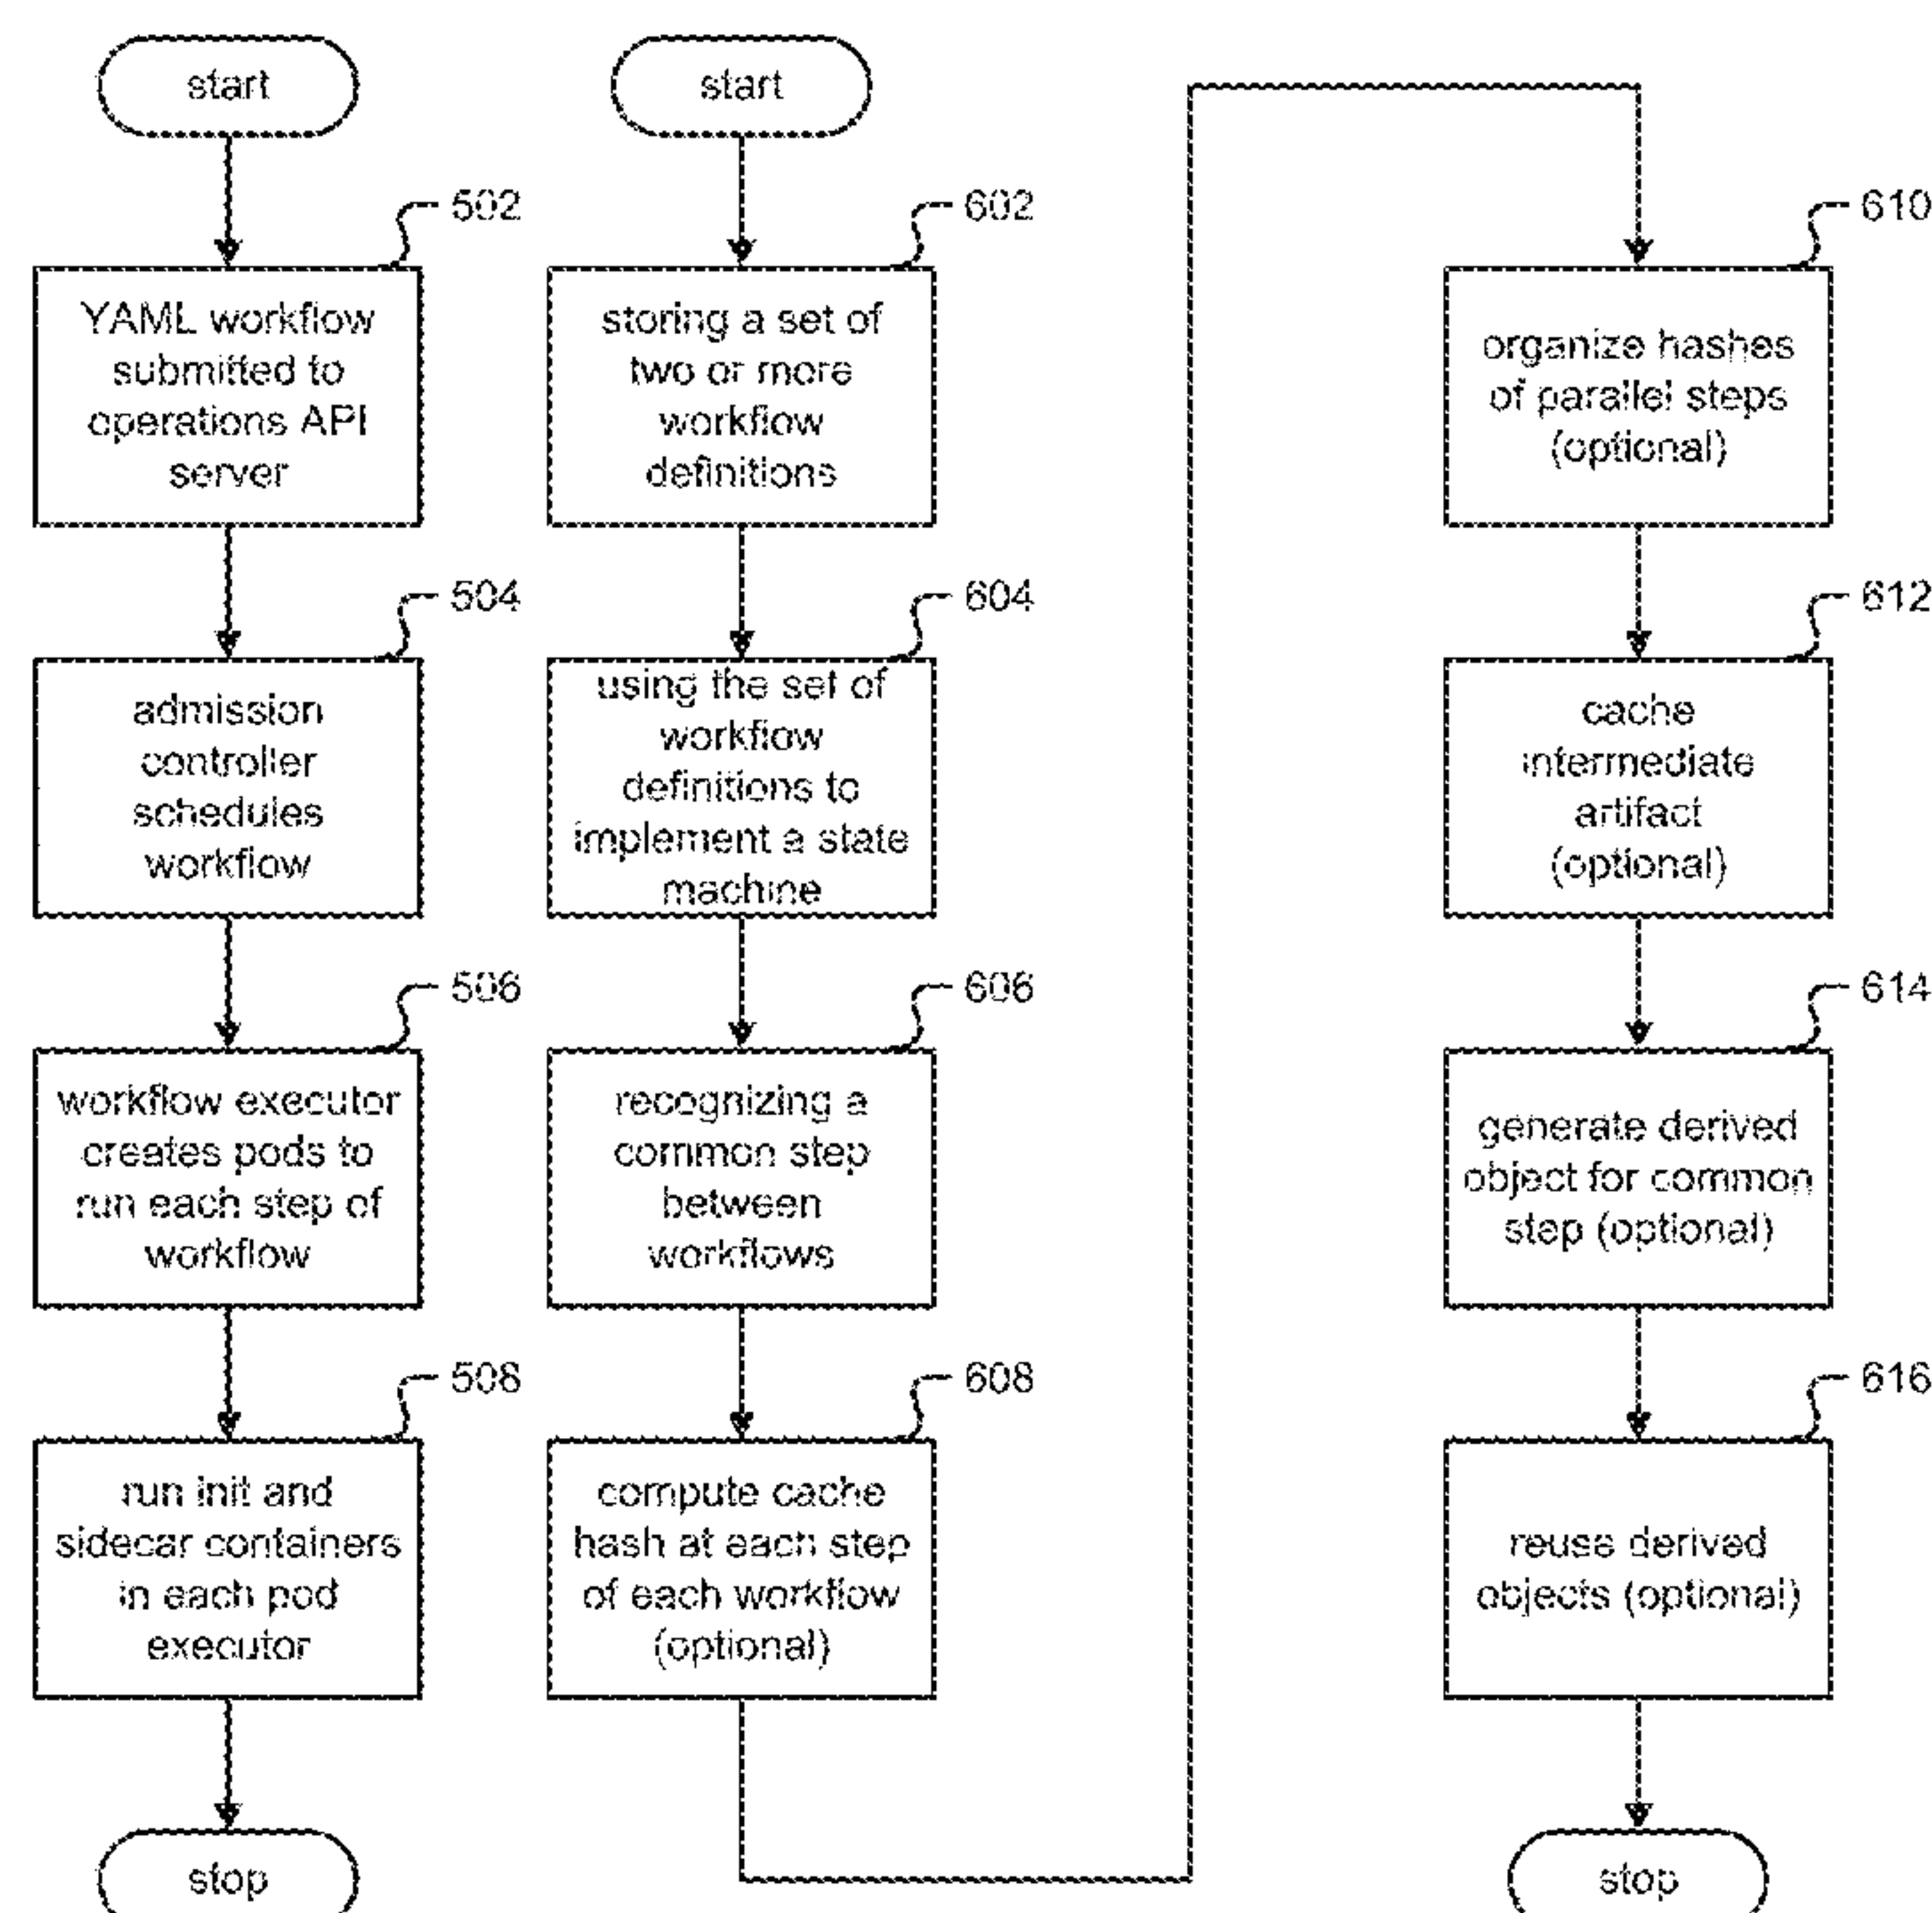 start
502
YAML workflow
submitted to
operations API
server
504
admission
controller
schedules
workflow
506
workflow executor
creates pods to
run each step of
workflow
508
run init and
sidecar containers
in each pod
executor
stop
start
602
storing a set of
two or more
workflow
definitions
604
using the set of
workflow
definitions to
implement a state
machine
606
recognizing a
common step
between
workflows
608
compute cache
hash at each step
of each workflow
(optional)
610
organize hashes
of parallel steps
(optional)
612
cache
intermediate
artifact
(optional)
614
generate derived
object for common
step (optional)
616
reuse derived
objects (optional)
stop